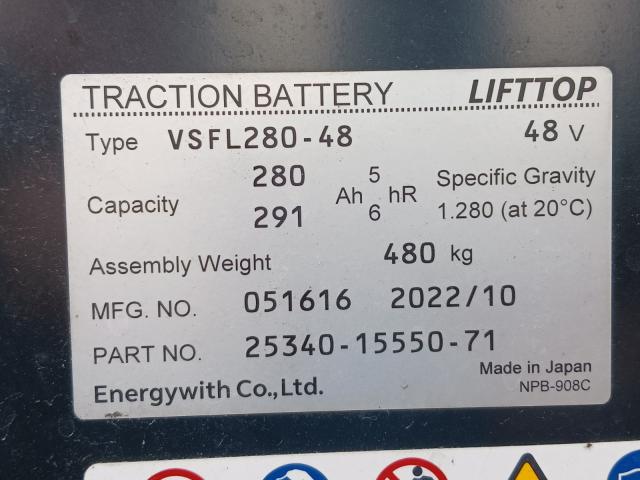 TRACTION BATTERY LIFTTOP
Type VSFL280-48 48 V
Capacity 280 Ah 5 hR Specific Gravity
291 6 1.280 (at 20°C)
Assembly Weight 480 kg
MFG. NO. 051616 2022/10
PART NO. 25340-15550-71
Made in Japan
Energywith Co.,Ltd. NPB-908C